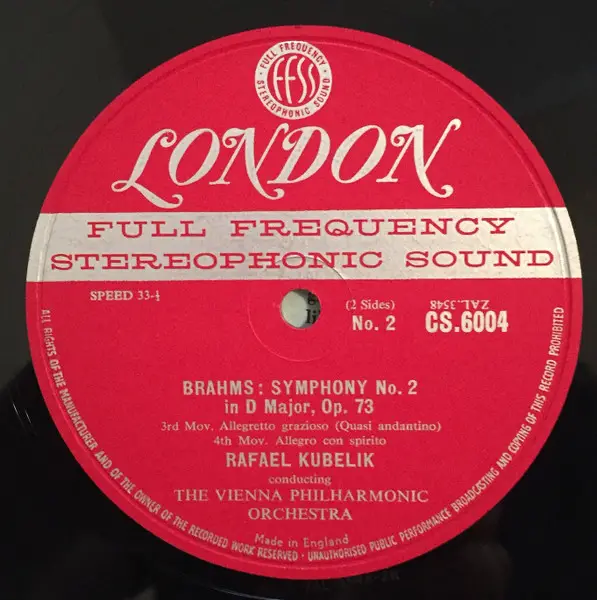 FULL FREQUENCY
FFSS
STEREOPHONIC SOUND
LONDON
FULL FREQUENCY
STEREOPHONIC SOUND
SPEED 33-⅓
(2 Sides)
No. 2
ZAL..3548
CS.6004
BRAHMS: SYMPHONY No. 2
in D Major, Op. 73
3rd Mov. Allegretto grazioso (Quasi andantino)
4th Mov. Allegro con spirito
RAFAEL KUBELIK
conducting
THE VIENNA PHILHARMONIC
ORCHESTRA
Made in England
ALL RIGHTS OF THE MANUFACTURER AND OF THE OWNER OF THE RECORDED WORK RESERVED · UNAUTHORISED PUBLIC PERFORMANCE BROADCASTING AND COPYING OF THIS RECORD PROHIBITED